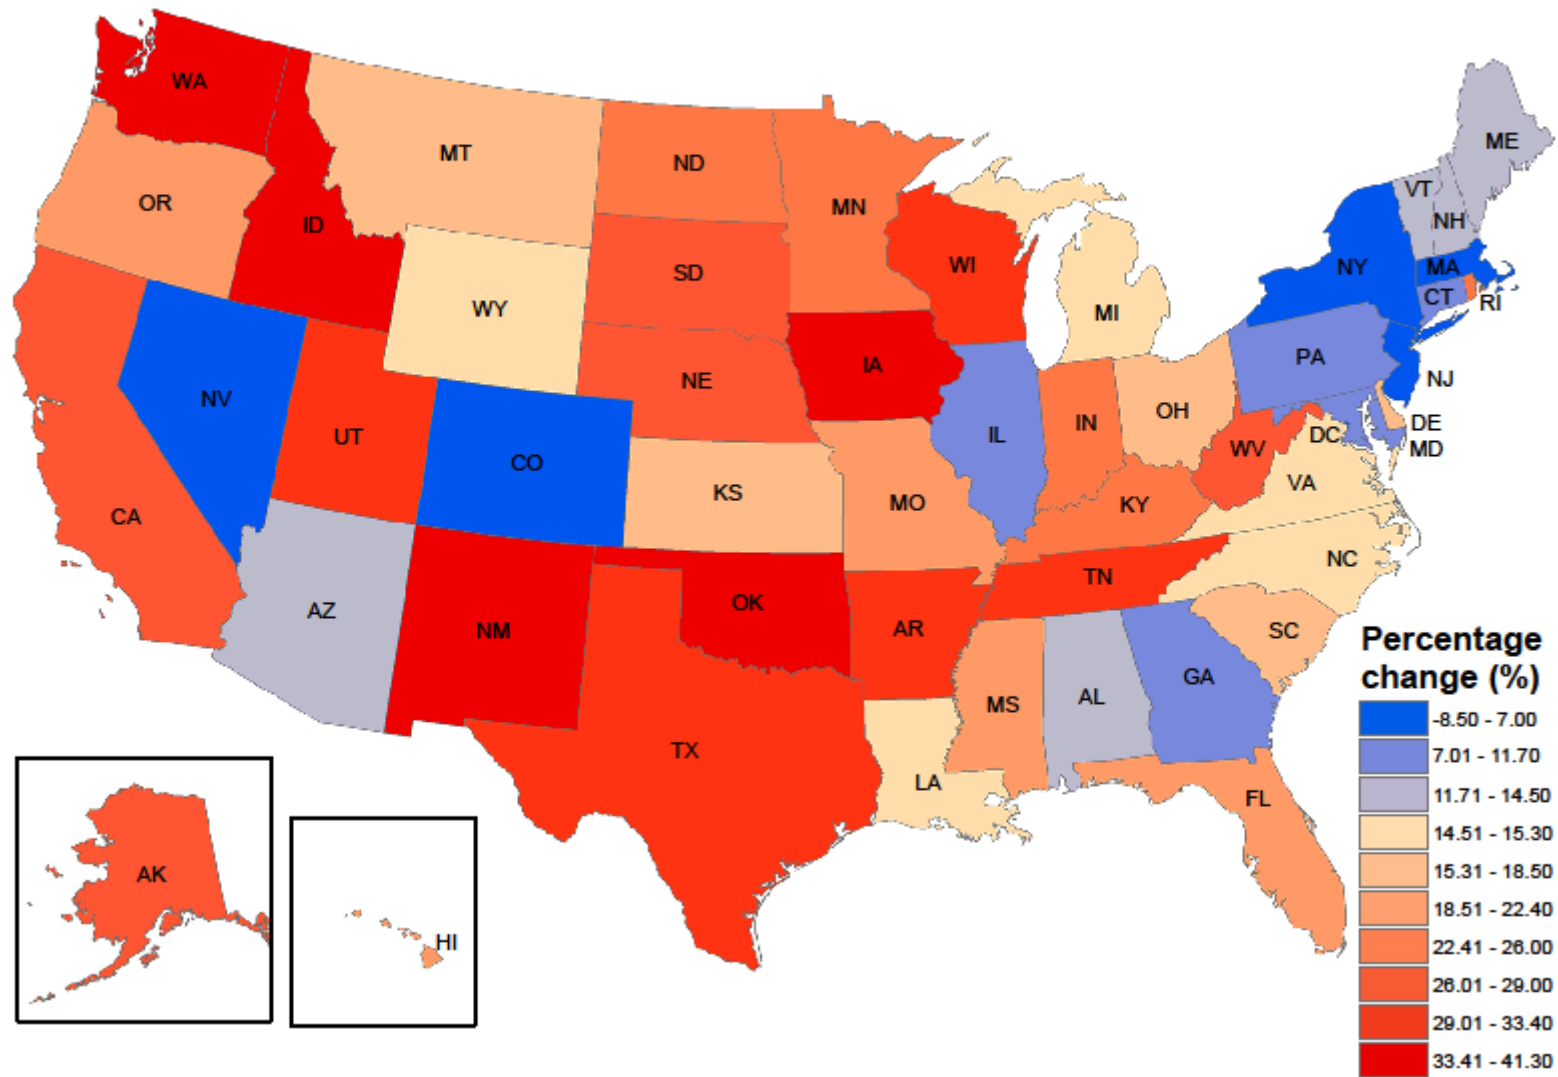 WA
MT
ND
MN
ME
VT
NH
OR
ID
SD
WI
NY
MA
CT
RI
WY
MI
NV
NE
IA
PA
NJ
UT
CO
IL
IN
OH
DE
DC
MD
WV
VA
CA
KS
MO
KY
NC
AZ
NM
OK
AR
TN
SC
MS
AL
GA
TX
LA
FL
AK
HI
Percentage
change (%)
-8.50 - 7.00
7.01 - 11.70
11.71 - 14.50
14.51 - 15.30
15.31 - 18.50
18.51 - 22.40
22.41 - 26.00
26.01 - 29.00
29.01 - 33.40
33.41 - 41.30